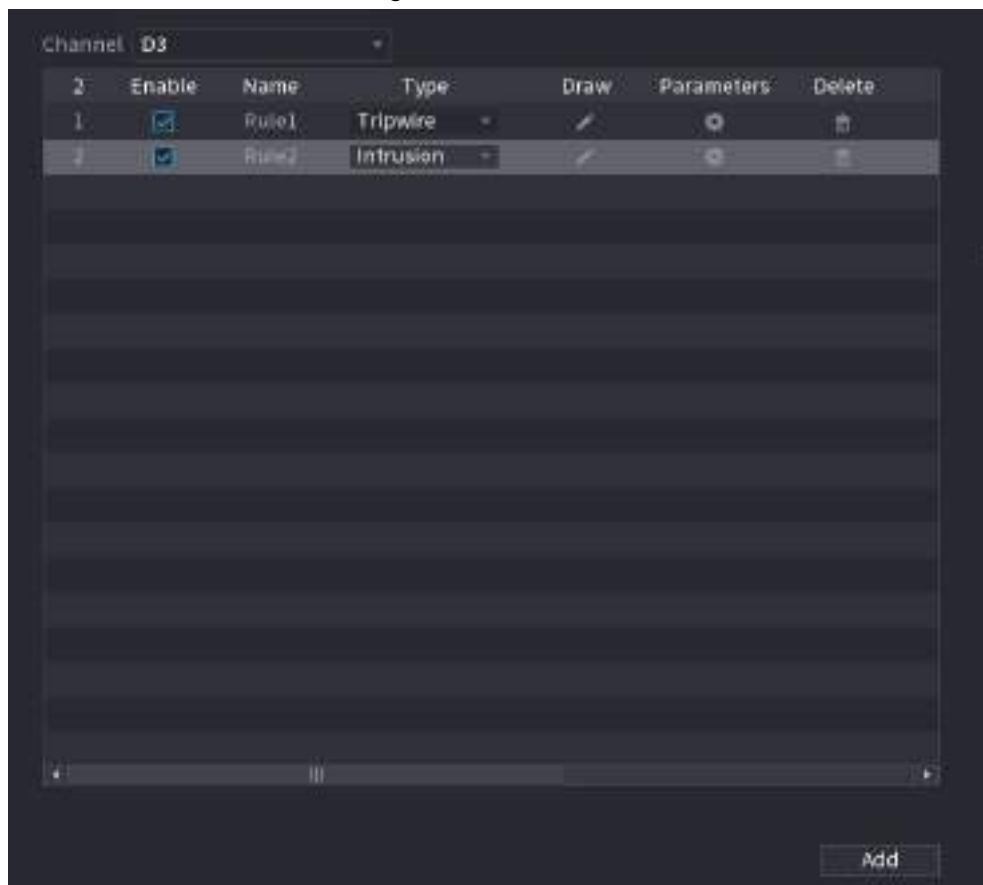 Channel D3
2 Enable Name Type Draw Parameters Delete
1 Rule1 Tripwire
2 Rule2 Intrusion
Add